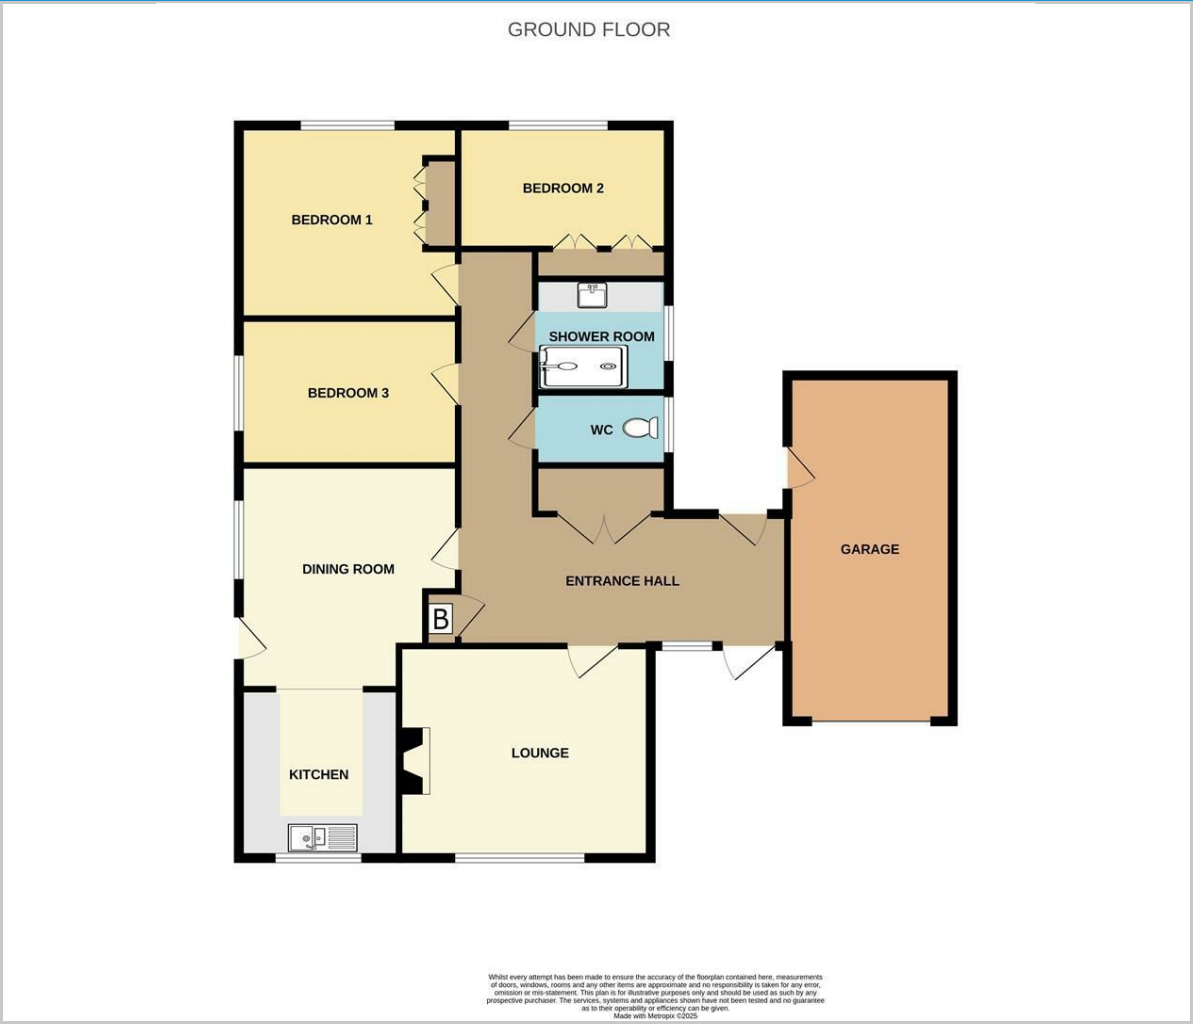 GROUND FLOOR
BEDROOM 1
BEDROOM 2
SHOWER ROOM
BEDROOM 3
WC
GARAGE
DINING ROOM
ENTRANCE HALL
B
LOUNGE
KITCHEN
Whilst every attempt has been made to ensure the accuracy of the floorplan contained here, measurements
of doors, windows, rooms and any other items are approximate and no responsibility is taken for any error,
omission or mis-statement. This plan is for illustrative purposes only and should be used as such by any
prospective purchaser. The services, systems and appliances shown have not been tested and no guarantee
as to their operability or efficiency can be given.
Made with Metropix ©2025